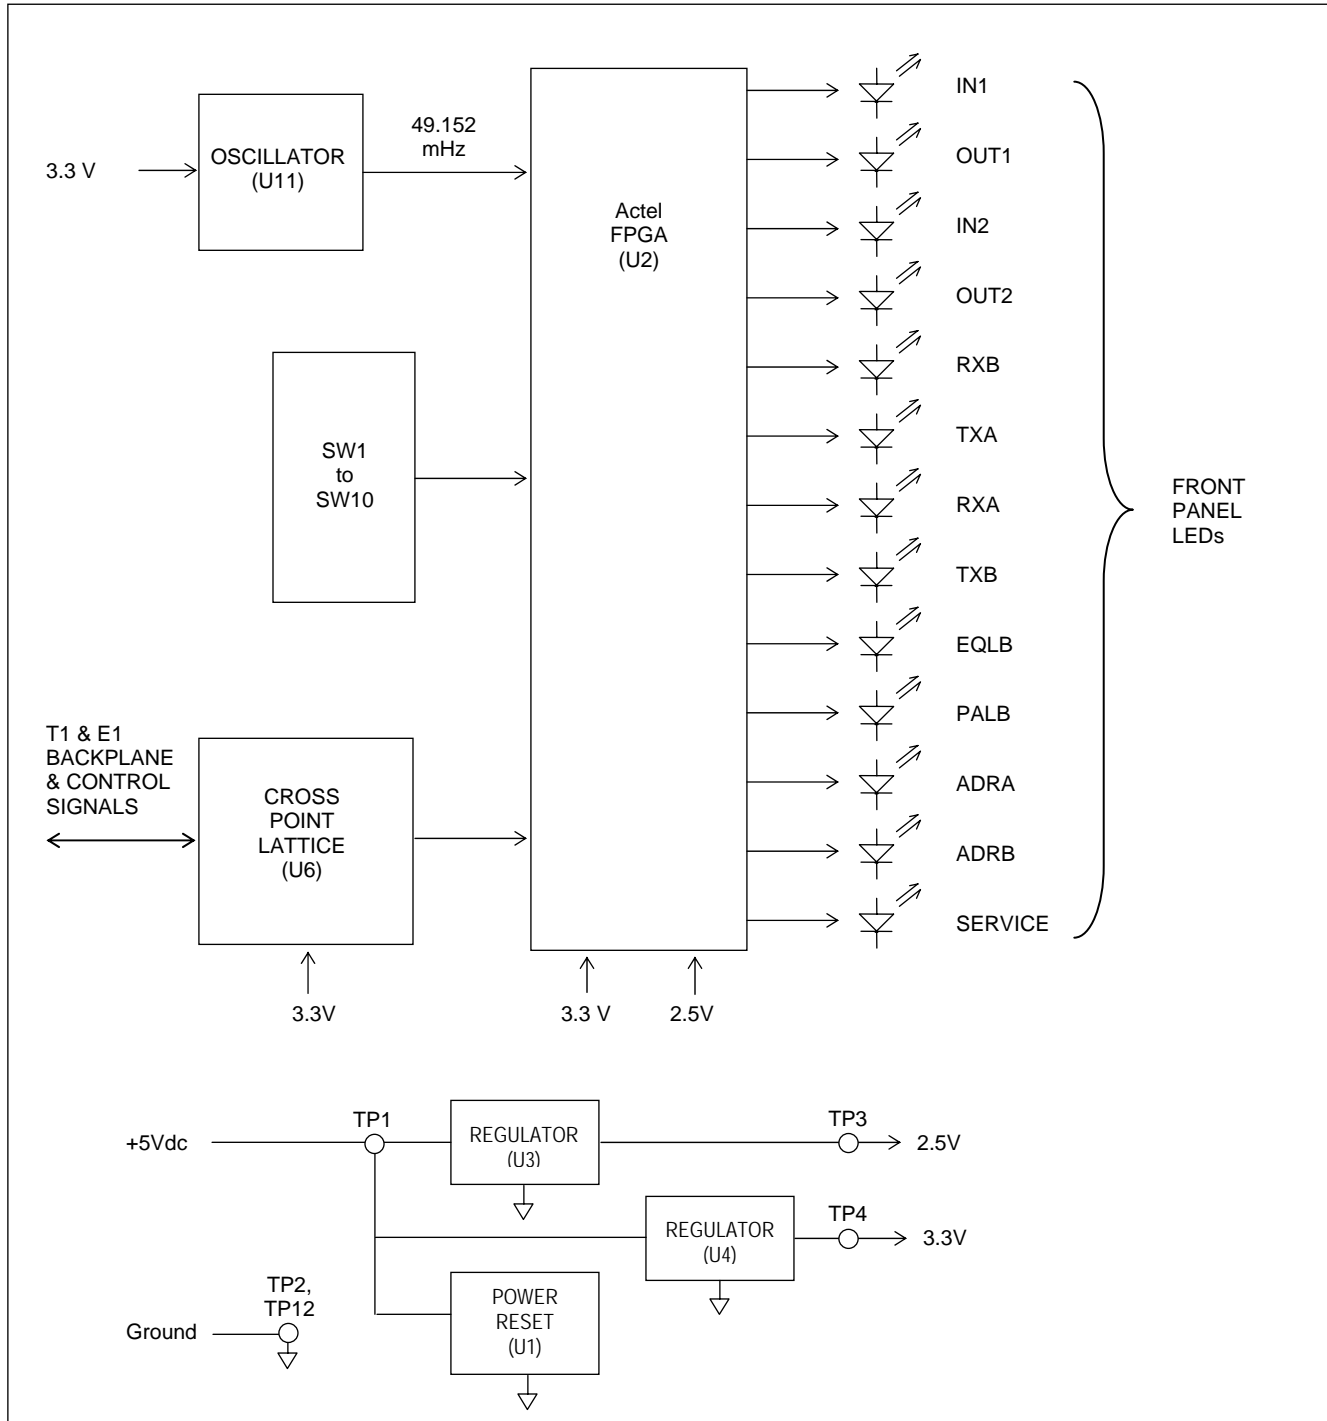 3.3 V
OSCILLATOR
(U11)
49.152
mHz
SW1
to
SW10
T1 & E1
BACKPLANE
& CONTROL
SIGNALS
CROSS
POINT
LATTICE
(U6)
3.3V
Actel
FPGA
(U2)
3.3 V
2.5V
IN1
OUT1
IN2
OUT2
RXB
TXA
RXA
TXB
EQLB
PALB
ADRA
ADRB
SERVICE
FRONT
PANEL
LEDs
+5Vdc
TP1
REGULATOR
(U3)
TP3
2.5V
REGULATOR
(U4)
TP4
3.3V
POWER
RESET
(U1)
TP2,
TP12
Ground